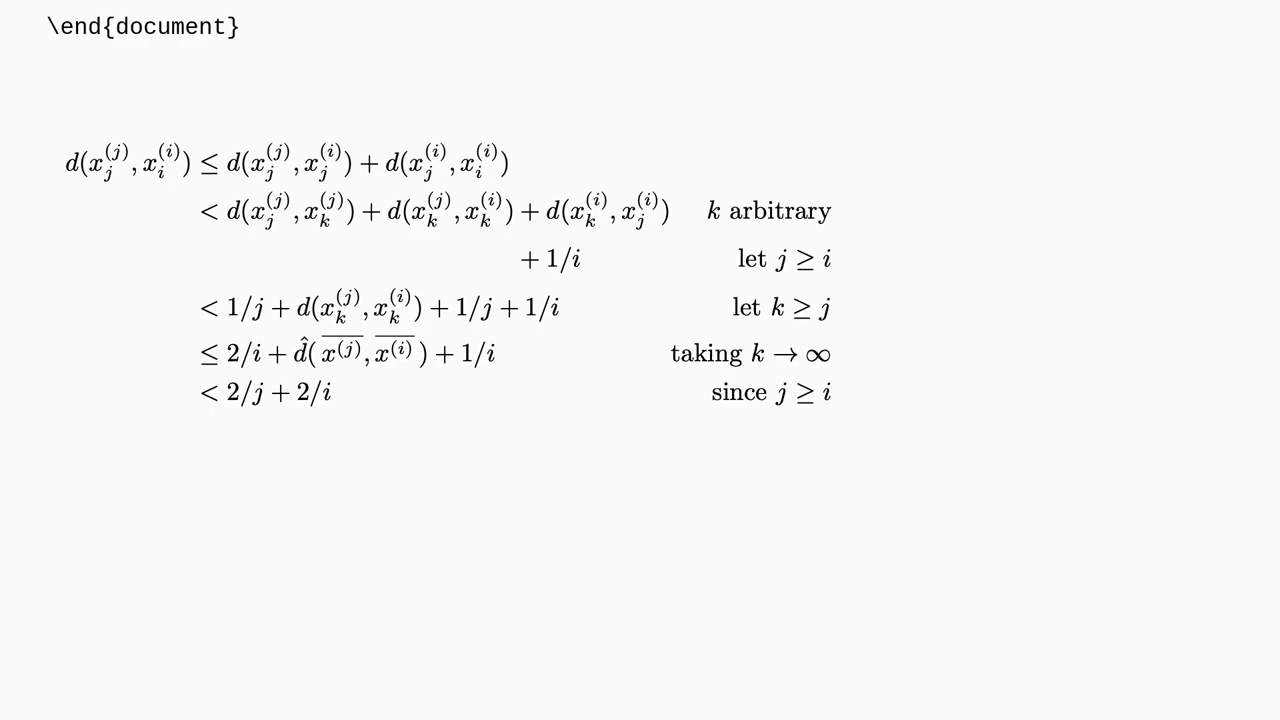 \end{document}
d(x_j^{(j)}, x_i^{(i)}) ≤ d(x_j^{(j)}, x_j^{(i)}) + d(x_j^{(i)}, x_i^{(i)})
< d(x_j^{(j)}, x_k^{(j)}) + d(x_k^{(j)}, x_k^{(i)}) + d(x_k^{(i)}, x_j^{(i)}) k arbitrary
+ 1/i let j ≥ i
< 1/j + d(x_k^{(j)}, x_k^{(i)}) + 1/j + 1/i let k ≥ j
≤ 2/i + \hat{d}(\overline{x^{(j)}}, \overline{x^{(i)}}) + 1/i taking k → ∞
< 2/j + 2/i since j ≥ i